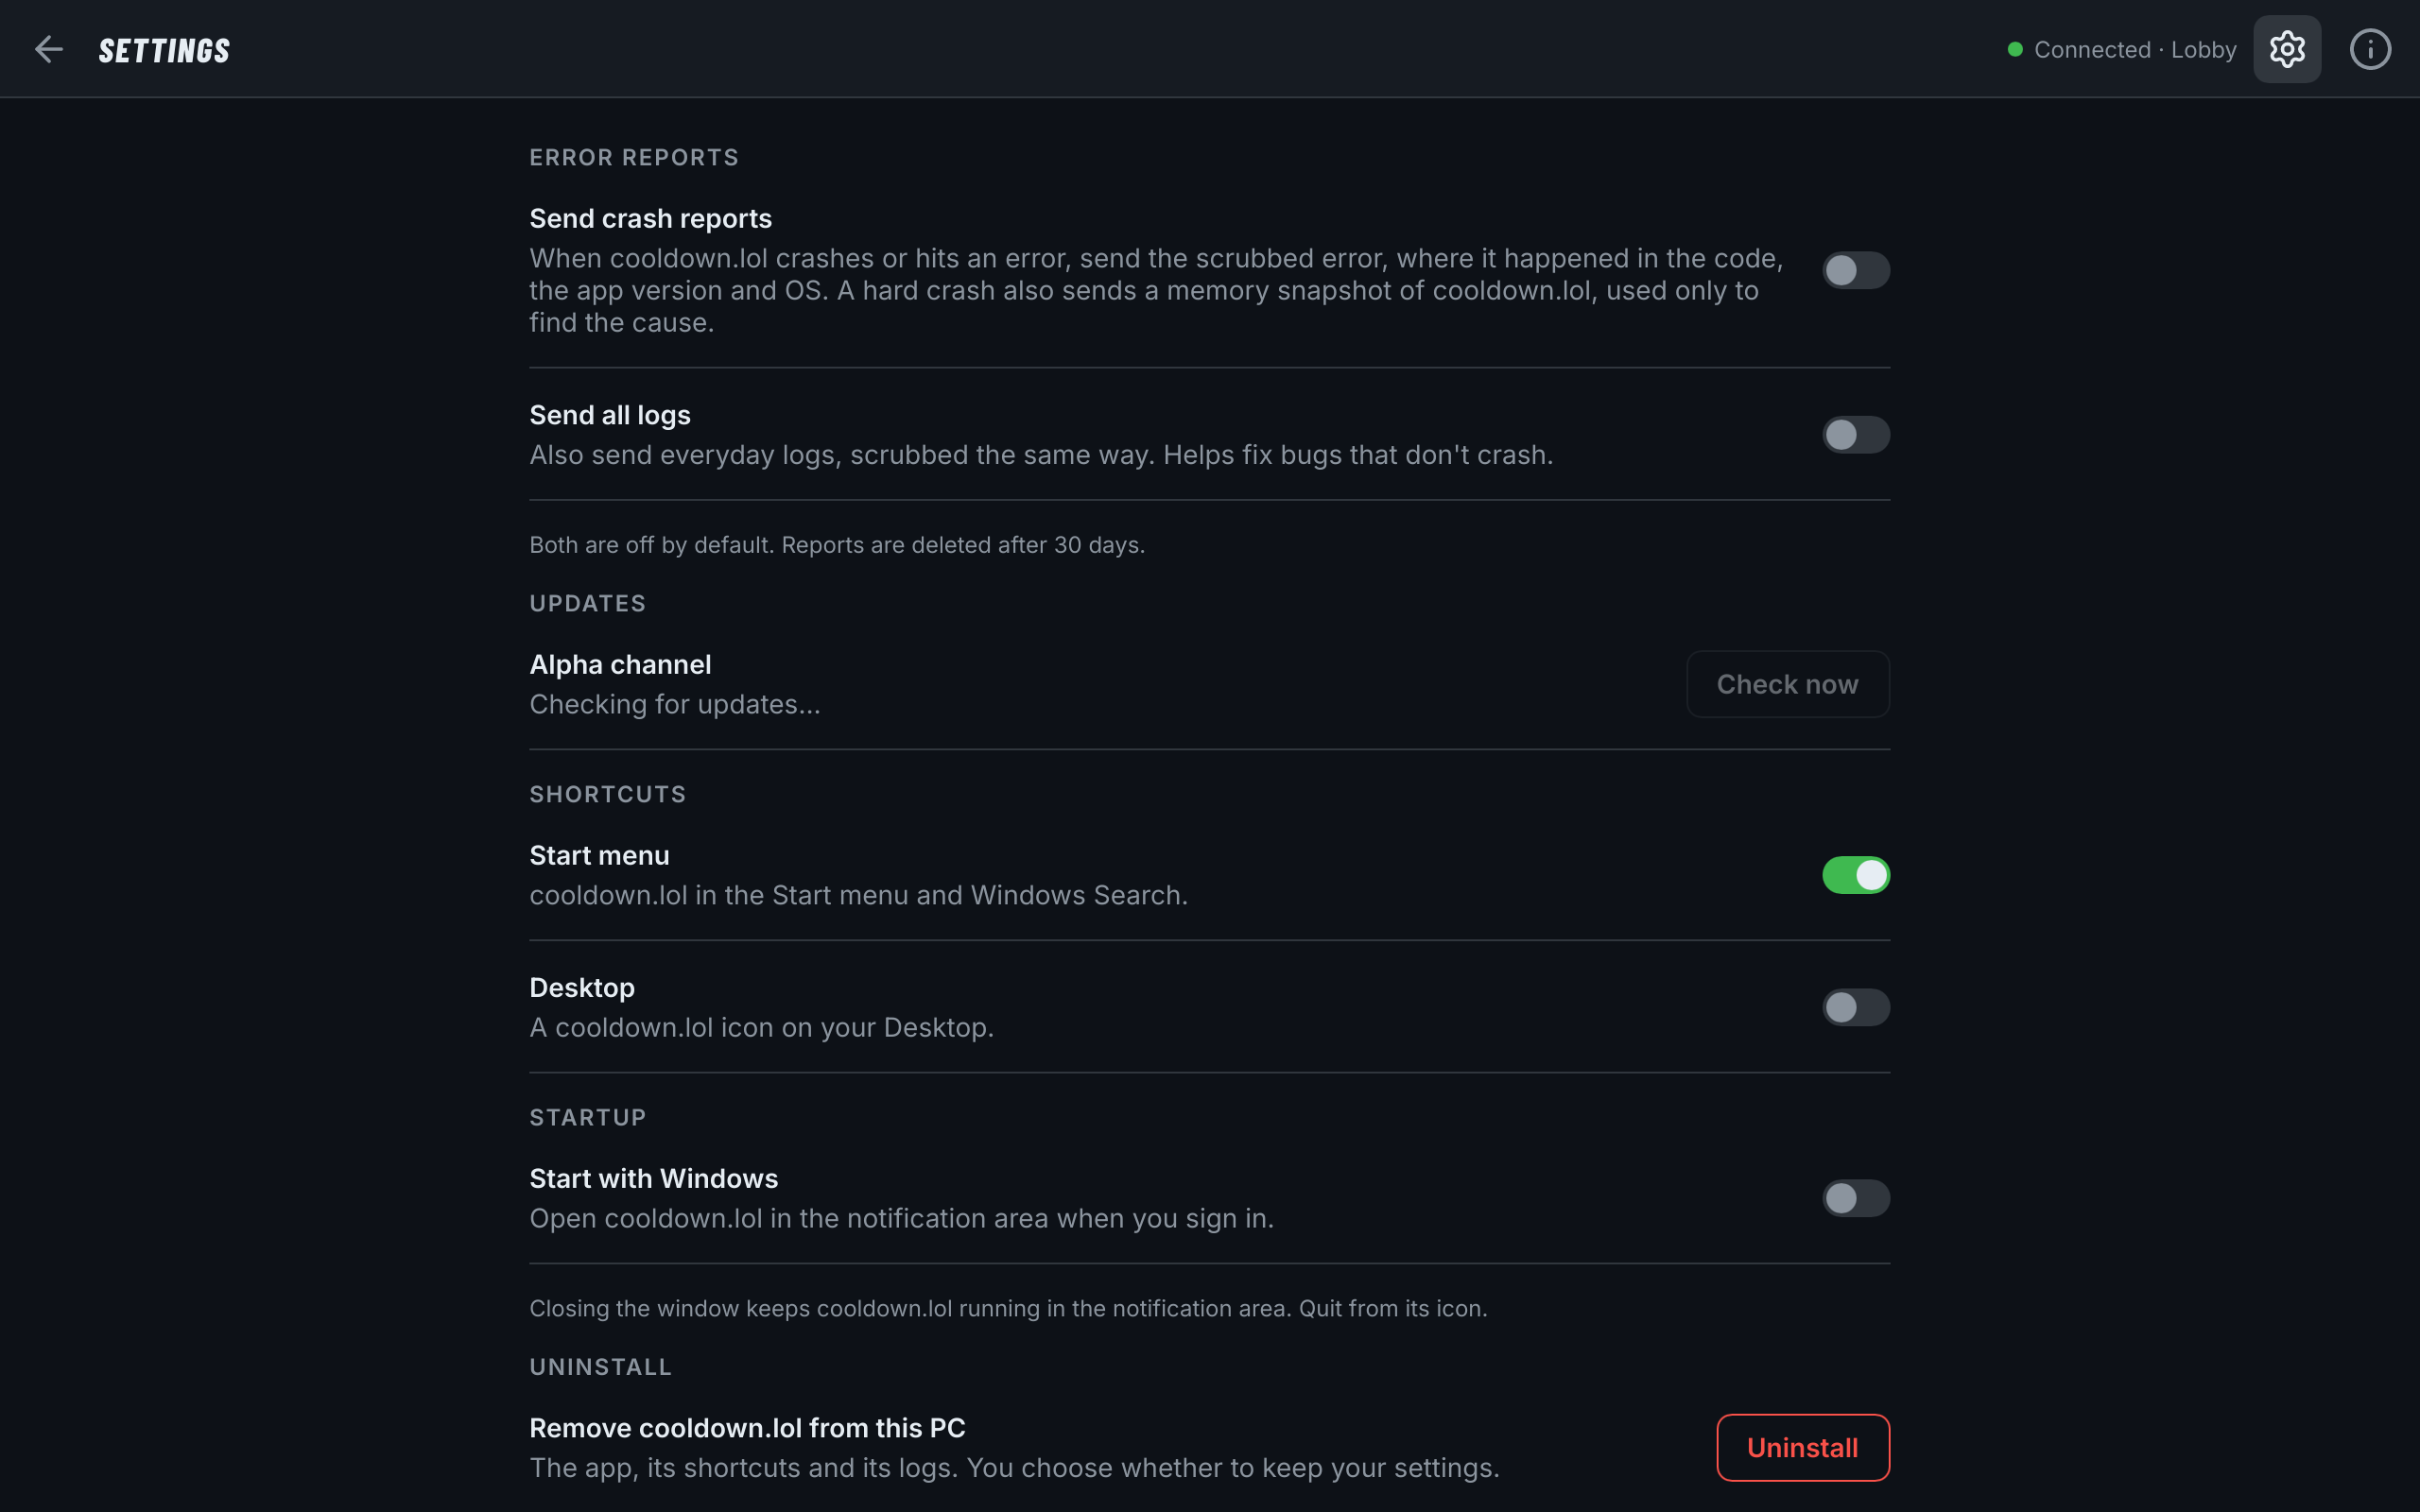 SETTINGS
Connected · Lobby
ERROR REPORTS
Send crash reports
When cooldown.lol crashes or hits an error, send the scrubbed error, where it happened in the code,
the app version and OS. A hard crash also sends a memory snapshot of cooldown.lol, used only to
find the cause.
Send all logs
Also send everyday logs, scrubbed the same way. Helps fix bugs that don't crash.
Both are off by default. Reports are deleted after 30 days.
UPDATES
Alpha channel
Checking for updates...
Check now
SHORTCUTS
Start menu
cooldown.lol in the Start menu and Windows Search.
Desktop
A cooldown.lol icon on your Desktop.
STARTUP
Start with Windows
Open cooldown.lol in the notification area when you sign in.
Closing the window keeps cooldown.lol running in the notification area. Quit from its icon.
UNINSTALL
Remove cooldown.lol from this PC
The app, its shortcuts and its logs. You choose whether to keep your settings.
Uninstall